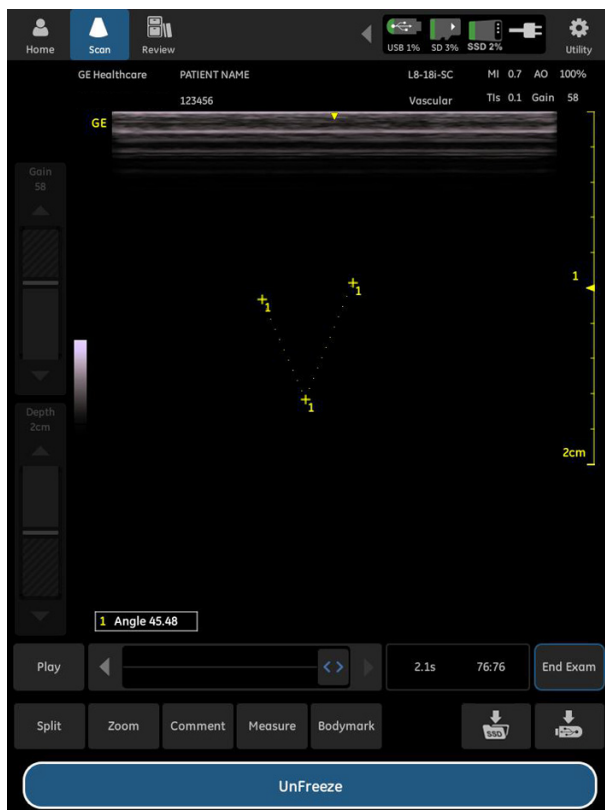 Home
Scan
Review
USB 1%
SD 3%
SSD 2%
Utility
GE Healthcare PATIENT NAME L8-18i-SC MI 0.7 AO 100%
123456 Vascular TIs 0.1 Gain 58
GE
Gain
58
1
1
1
1
Depth
2cm
2cm
1 Angle 45.48
Play
2.1s 76:76
End Exam
Split
Zoom
Comment
Measure
Bodymark
SSD
UnFreeze